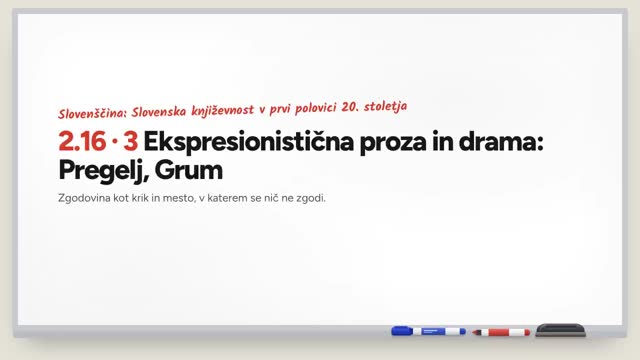 Slovenščina: Slovenska književnost v prvi polovici 20. stoletja
2.16 · 3 Ekspresionistična proza in drama:
Pregelj, Grum
Zgodovina kot krik in mesto, v katerem se nič ne zgodi.